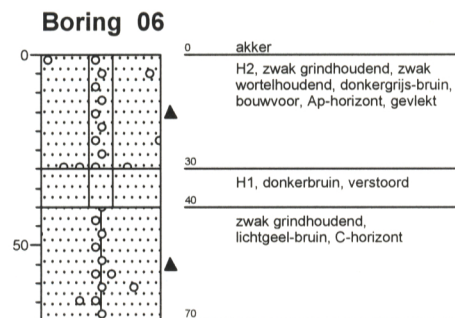 Boring 06
0
0 akker
H2, zwak grindhoudend, zwak
wortelhoudend, donkergrijs-bruin,
bouwvoor, Ap-horizont, gevlekt
30
H1, donkerbruin, verstoord
40
zwak grindhoudend,
lichtgeel-bruin, C-horizont
50
70